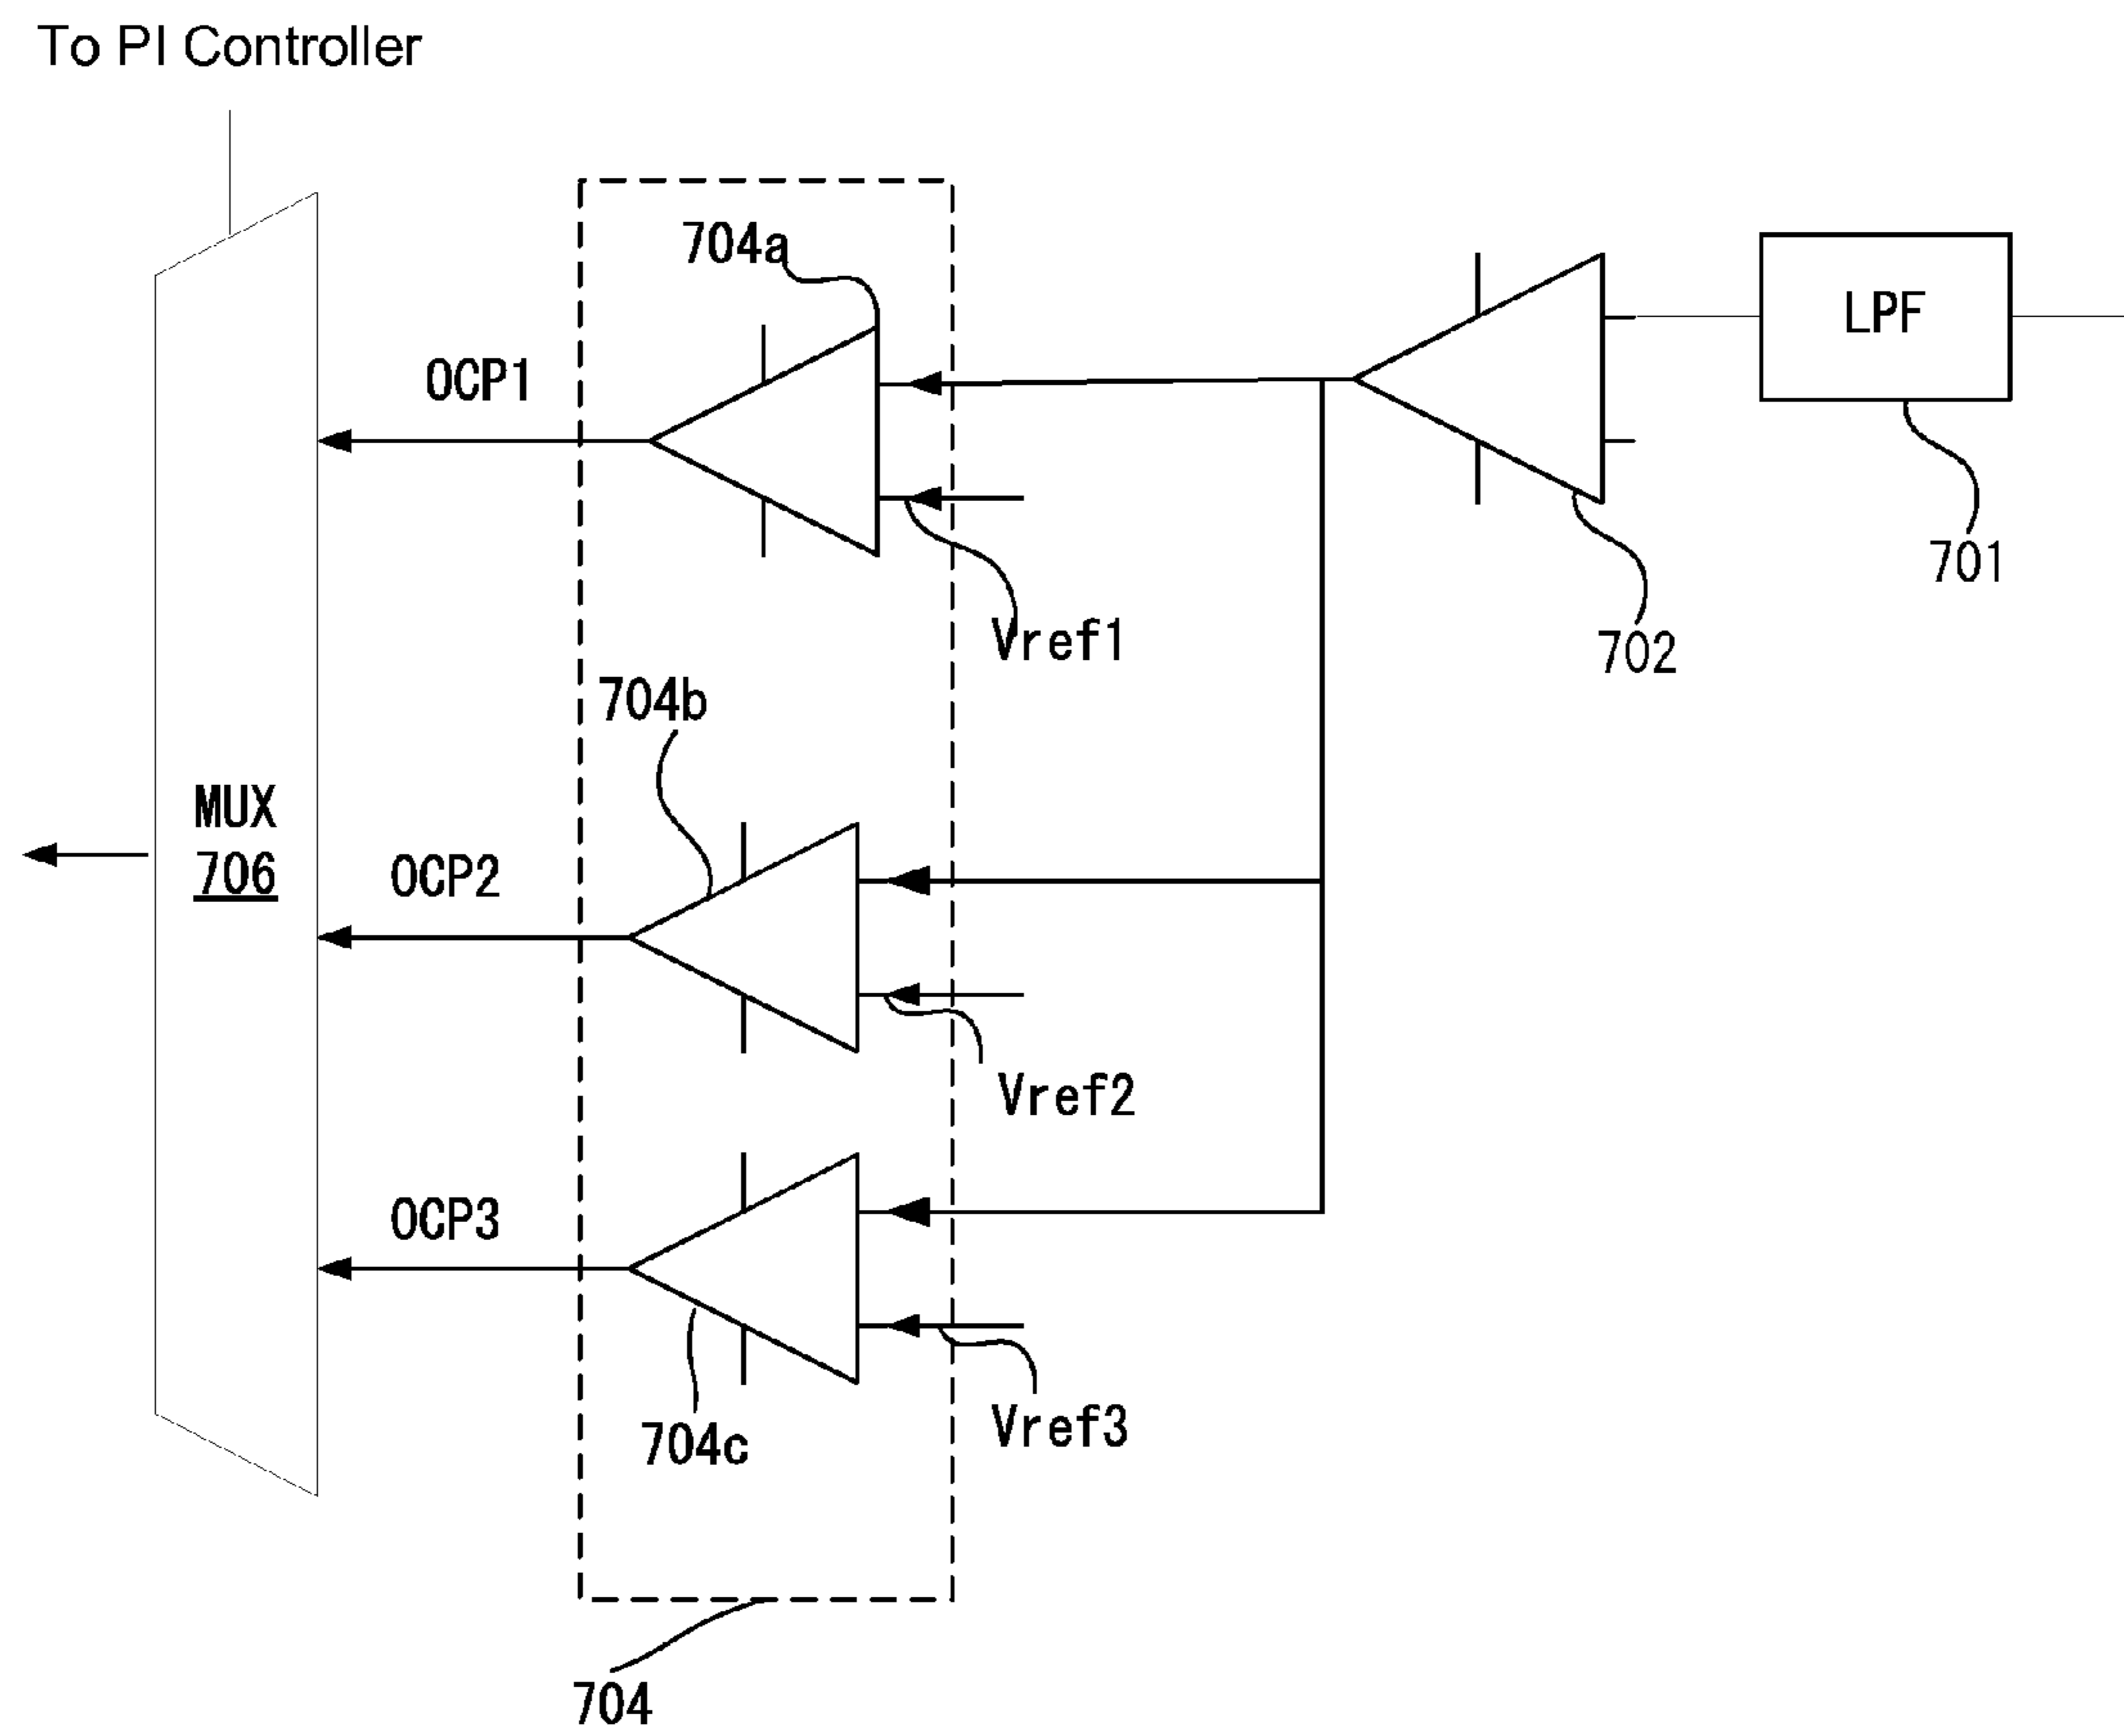 To PI Controller
704a
LPF
OCP1
701
Vref1
702
704b
MUX
706
OCP2
Vref2
OCP3
Vref3
704c
704